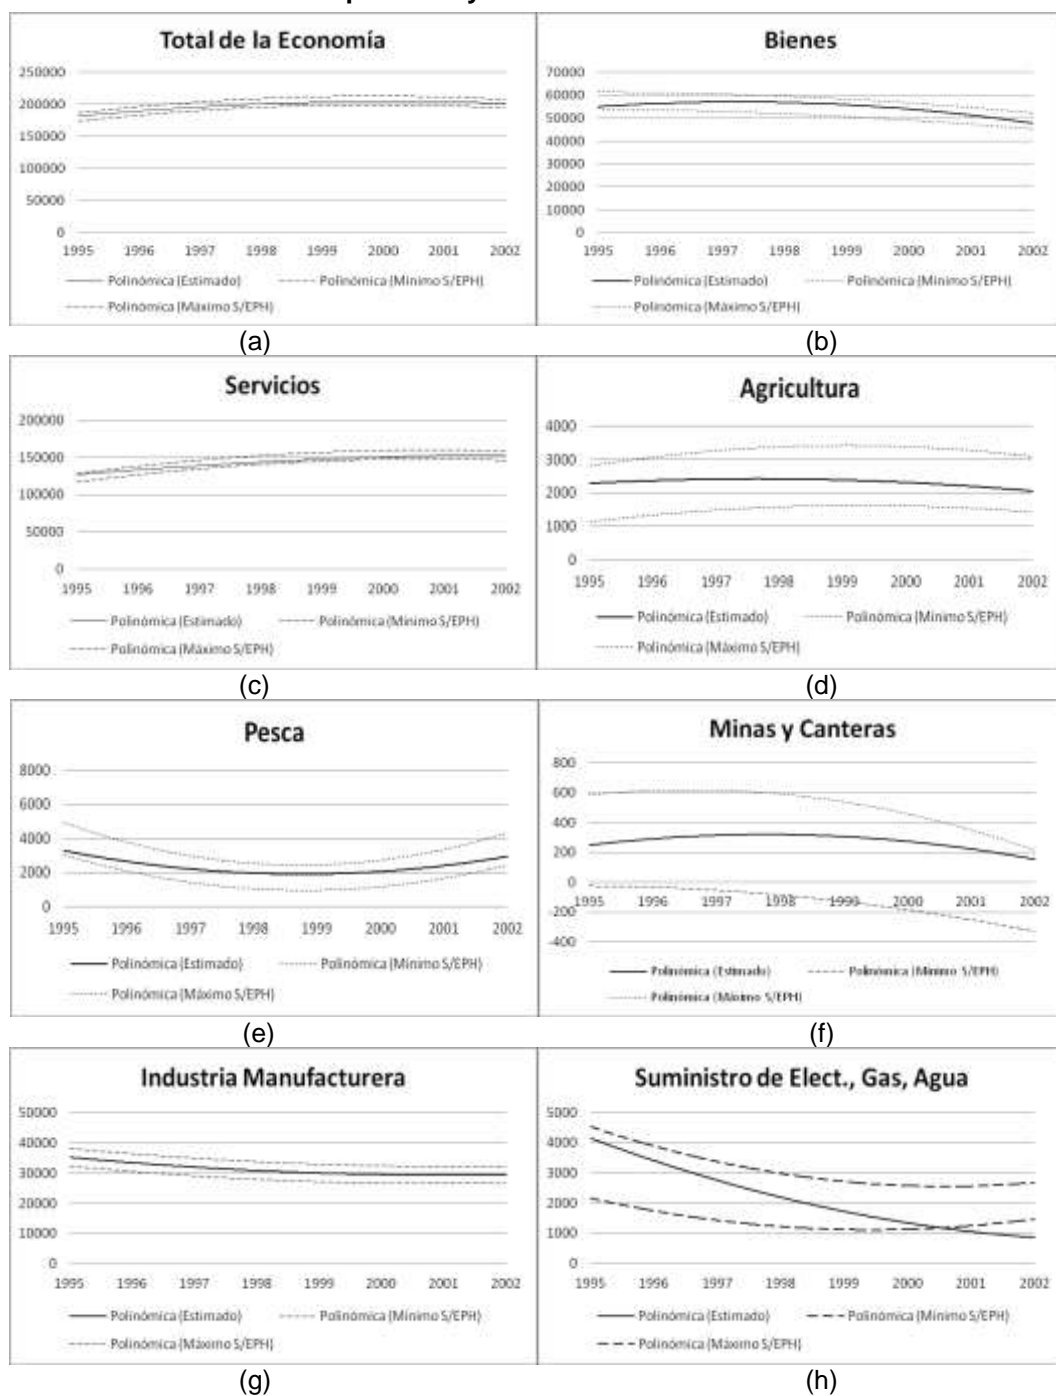 Total de la Economía
250000
200000
150000
100000
50000
0
1995 1996 1997 1998 1999 2000 2001 2002
Polinómica (Estimado) Polinómica (Mínimo S/EPH)
Polinómica (Máximo S/EPH)
(a)
Bienes
70000
60000
50000
40000
30000
20000
10000
0
1995 1996 1997 1998 1999 2000 2001 2002
Polinómica (Estimado) Polinómica (Mínimo S/EPH)
Polinómica (Máximo S/EPH)
(b)
Servicios
200000
150000
100000
50000
0
1995 1996 1997 1998 1999 2000 2001 2002
Polinómica (Estimado) Polinómica (Mínimo S/EPH)
Polinómica (Máximo S/EPH)
(c)
Agricultura
4000
3000
2000
1000
0
1995 1996 1997 1998 1999 2000 2001 2002
Polinómica (Estimado) Polinómica (Mínimo S/EPH)
Polinómica (Máximo S/EPH)
(d)
Pesca
8000
6000
4000
2000
0
1995 1996 1997 1998 1999 2000 2001 2002
Polinómica (Estimado) Polinómica (Mínimo S/EPH)
Polinómica (Máximo S/EPH)
(e)
Minas y Canteras
800
600
400
200
0
-200
-400
1995 1996 1997 1998 1999 2000 2001 2002
Polinómica (Estimado) Polinómica (Mínimo S/EPH)
Polinómica (Máximo S/EPH)
(f)
Industria Manufacturera
50000
40000
30000
20000
10000
0
1995 1996 1997 1998 1999 2000 2001 2002
Polinómica (Estimado) Polinómica (Mínimo S/EPH)
Polinómica (Máximo S/EPH)
(g)
Suministro de Elect., Gas, Agua
5000
4000
3000
2000
1000
0
1995 1996 1997 1998 1999 2000 2001 2002
Polinómica (Estimado) Polinómica (Mínimo S/EPH)
Polinómica (Máximo S/EPH)
(h)